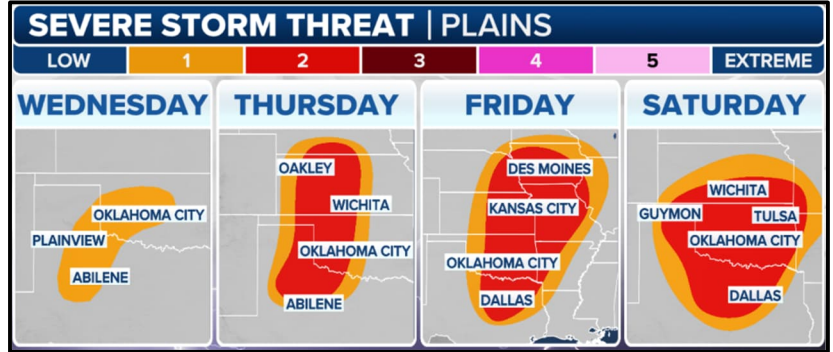 SEVERE STORM THREAT | PLAINS
LOW 1 2 3 4 5 EXTREME
WEDNESDAY
OKLAHOMA CITY
PLAINVIEW
ABILENE
THURSDAY
OAKLEY
WICHITA
OKLAHOMA CITY
ABILENE
FRIDAY
DES MOINES
KANSAS CITY
OKLAHOMA CITY
DALLAS
SATURDAY
WICHITA
GUYMON
TULSA
OKLAHOMA CITY
DALLAS